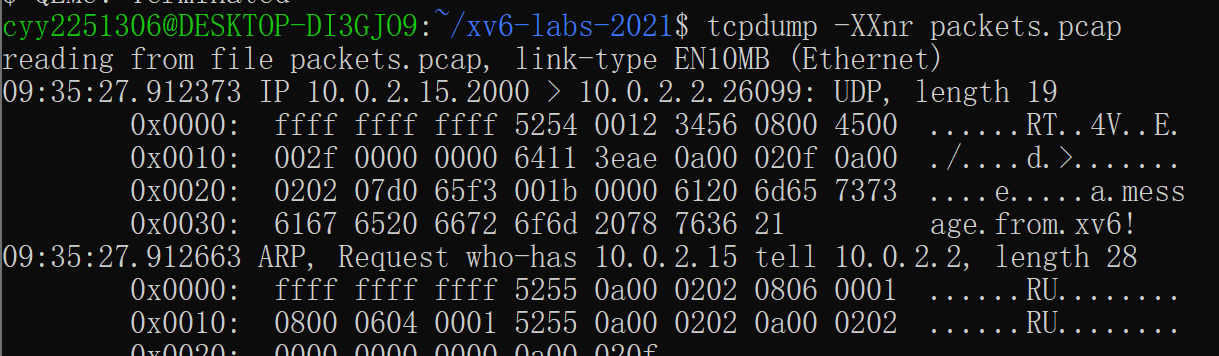 $ QEMU: Terminated
cyy2251306@DESKTOP-DI3GJO9:~/xv6-labs-2021$ tcpdump -XXnr packets.pcap
reading from file packets.pcap, link-type EN10MB (Ethernet)
09:35:27.912373 IP 10.0.2.15.2000 > 10.0.2.2.26099: UDP, length 19
0x0000: ffff ffff ffff 5254 0012 3456 0800 4500 ......RT..4V..E.
0x0010: 002f 0000 0000 6411 3eae 0a00 020f 0a00 ./....d.>.......
0x0020: 0202 07d0 65f3 001b 0000 6120 6d65 7373 ....e.....a.mess
0x0030: 6167 6520 6672 6f6d 2078 7636 21 age.from.xv6!
09:35:27.912663 ARP, Request who-has 10.0.2.15 tell 10.0.2.2, length 28
0x0000: ffff ffff ffff 5255 0a00 0202 0806 0001 ......RU........
0x0010: 0800 0604 0001 5255 0a00 0202 0a00 0202 ......RU........
0x0020: 0000 0000 0000 0a00 020f